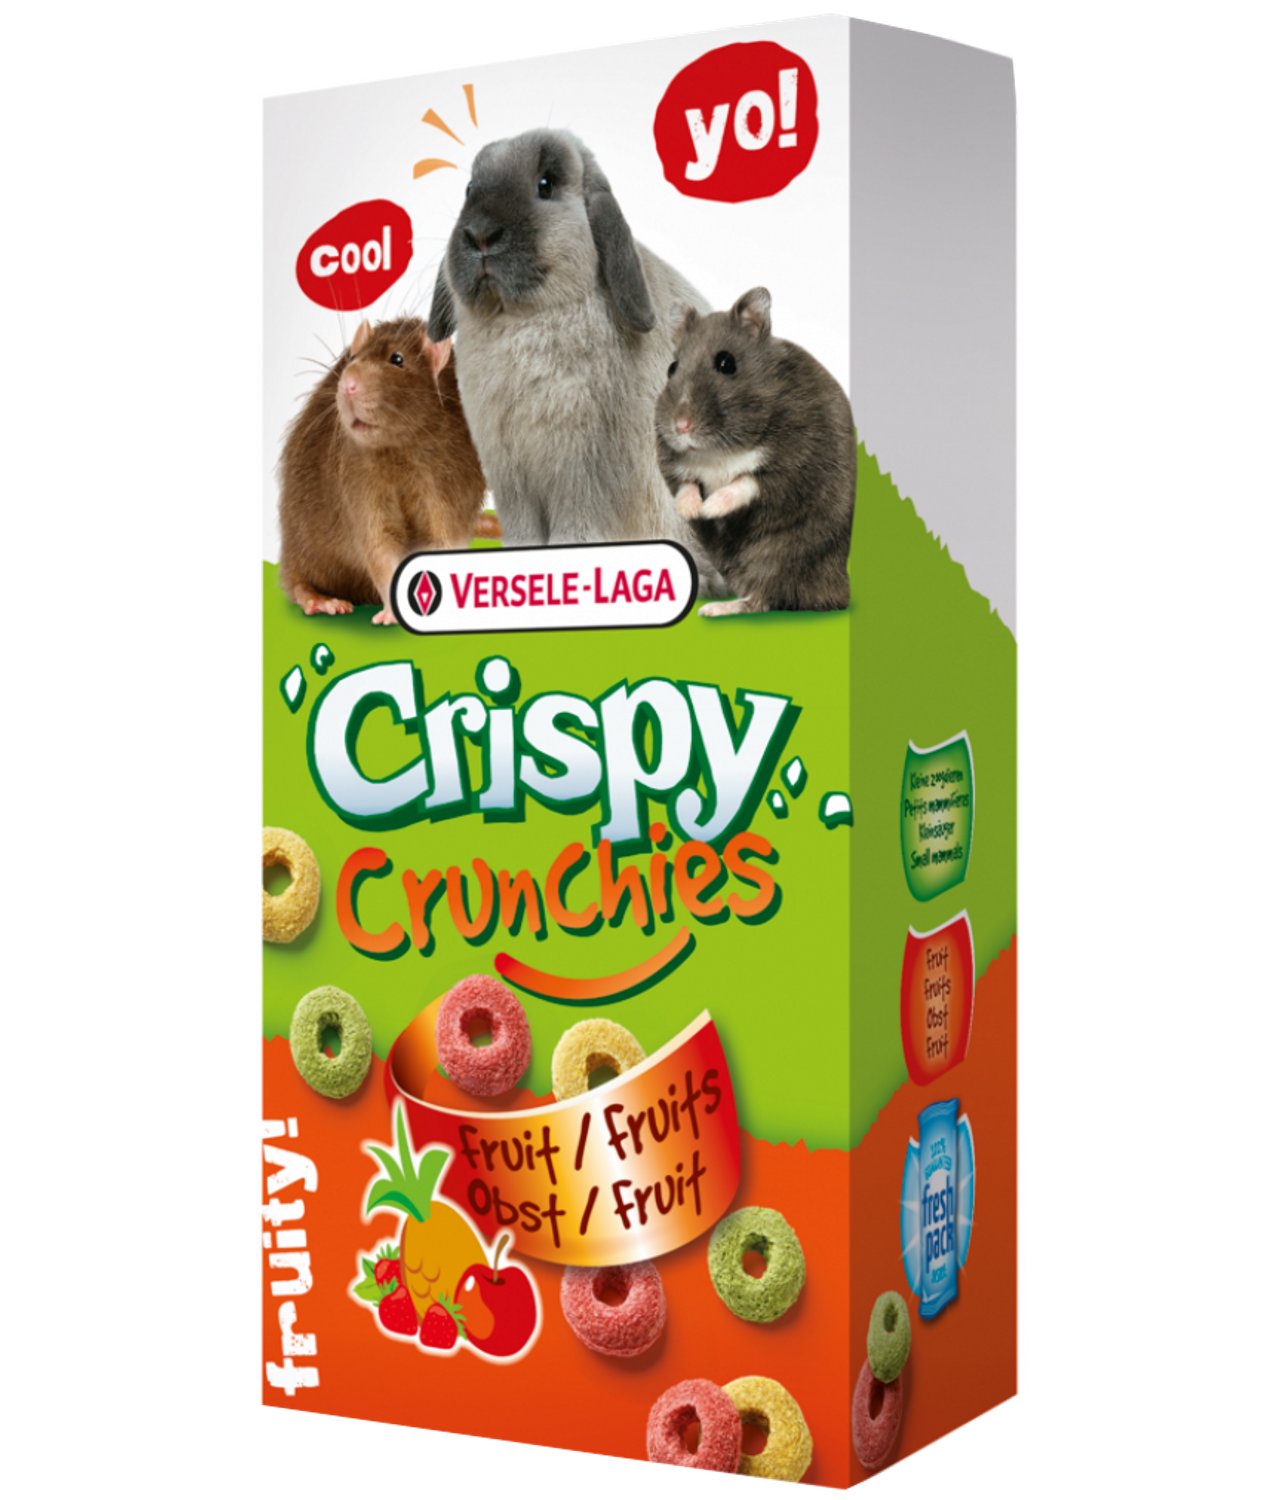 yo!
cool
VERSELE-LAGA
Crispy
Crunchies
Fruit / Fruits
Obst / Fruit
fruity!
Kleine zoogdieren
Petits mammifères
Kleinsäuger
Small mammals
Fruit
Fruits
Obst
Fruit
100%
fresh
pack